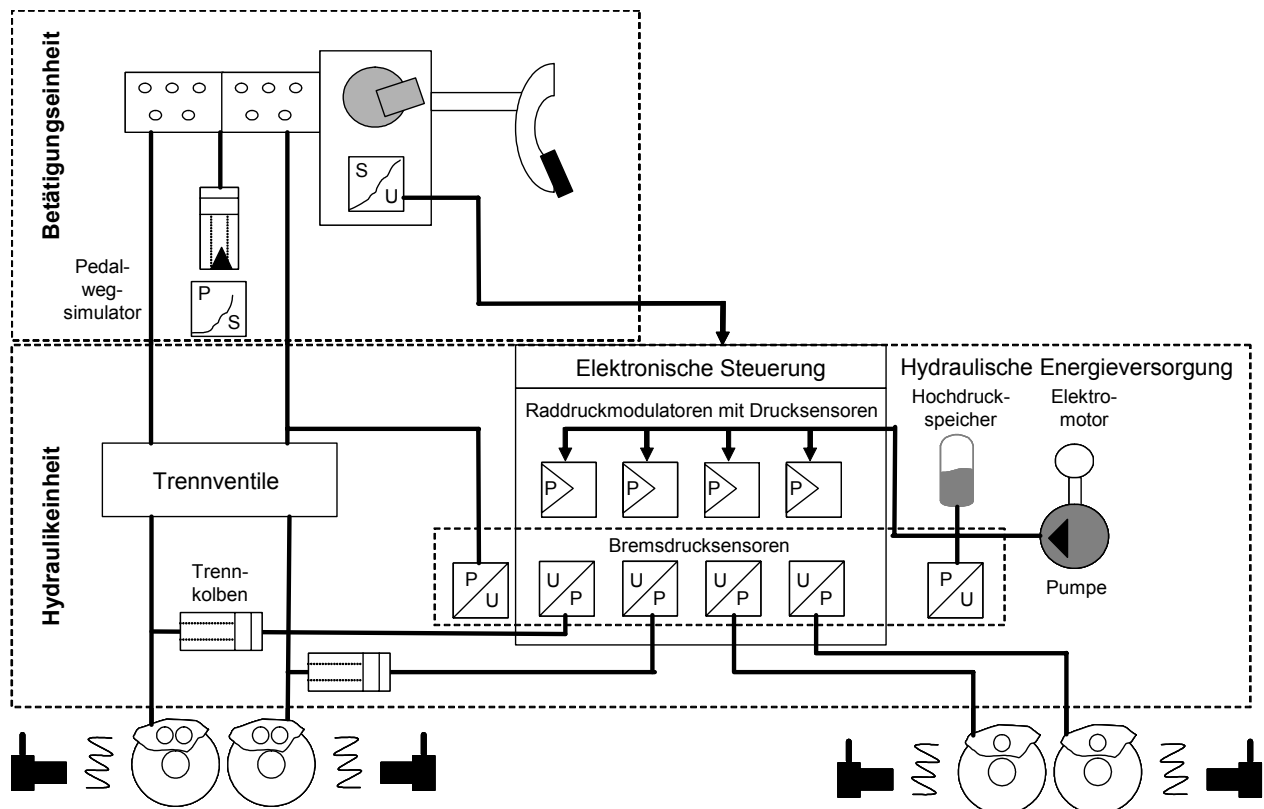 Betätigungseinheit
S
U
Pedal-
weg-
simulator
P
S
Hydraulikeinheit
Elektronische Steuerung
Hydraulische Energieversorgung
Raddruckmodulatoren mit Drucksensoren
Hochdruck-
speicher
Elektro-
motor
Trennventile
P
P
P
P
Bremsdrucksensoren
Trenn-
kolben
P
U
U
P
U
P
U
P
U
P
P
U
Pumpe